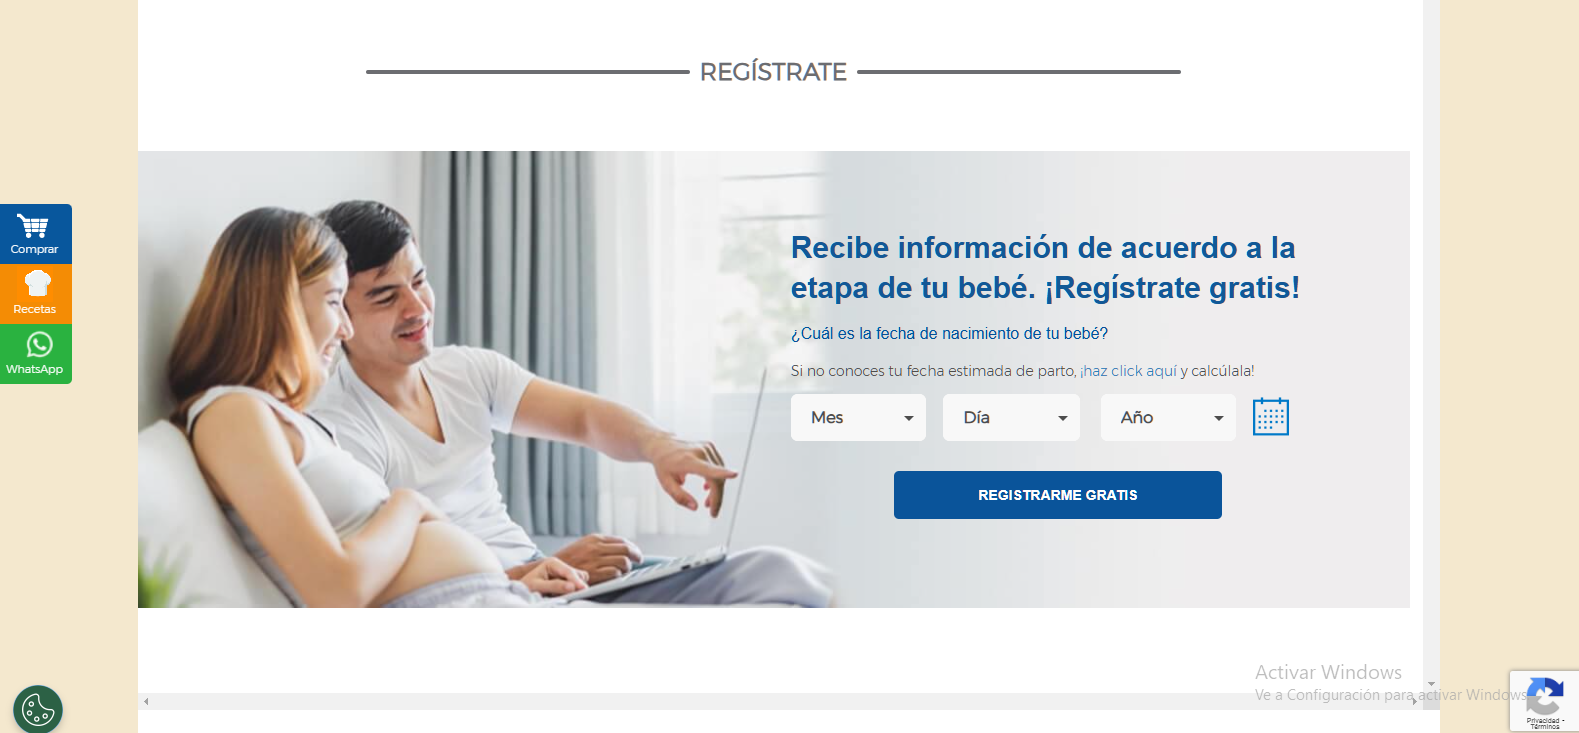 REGÍSTRATE
Comprar
Recetas
WhatsApp
Recibe información de acuerdo a la
etapa de tu bebé. ¡Regístrate gratis!
¿Cuál es la fecha de nacimiento de tu bebé?
Si no conoces tu fecha estimada de parto, ¡haz click aquí y calcúlala!
Mes
Día
Año
REGISTRARME GRATIS
Activar Windows
Ve a Configuración para activar Windows
Privacidad -
Términos